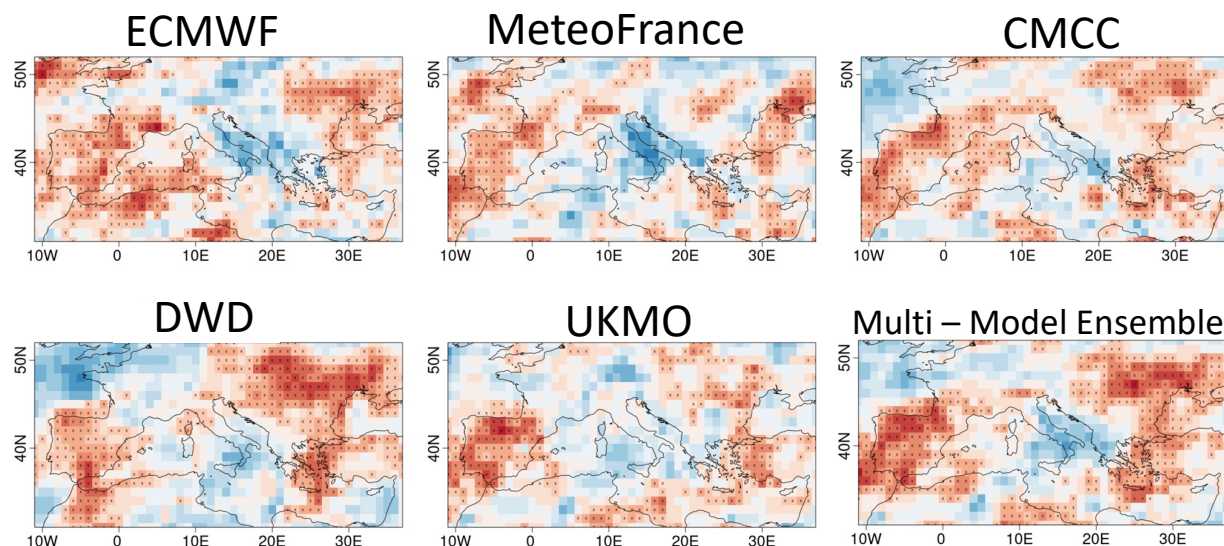 ECMWF
MeteoFrance
CMCC
50N
40N
10W 0 10E 20E 30E
50N
40N
10W 0 10E 20E 30E
50N
40N
10W 0 10E 20E 30E
DWD
UKMO
Multi – Model Ensemble
50N
40N
10W 0 10E 20E 30E
50N
40N
10W 0 10E 20E 30E
50N
40N
10W 0 10E 20E 30E